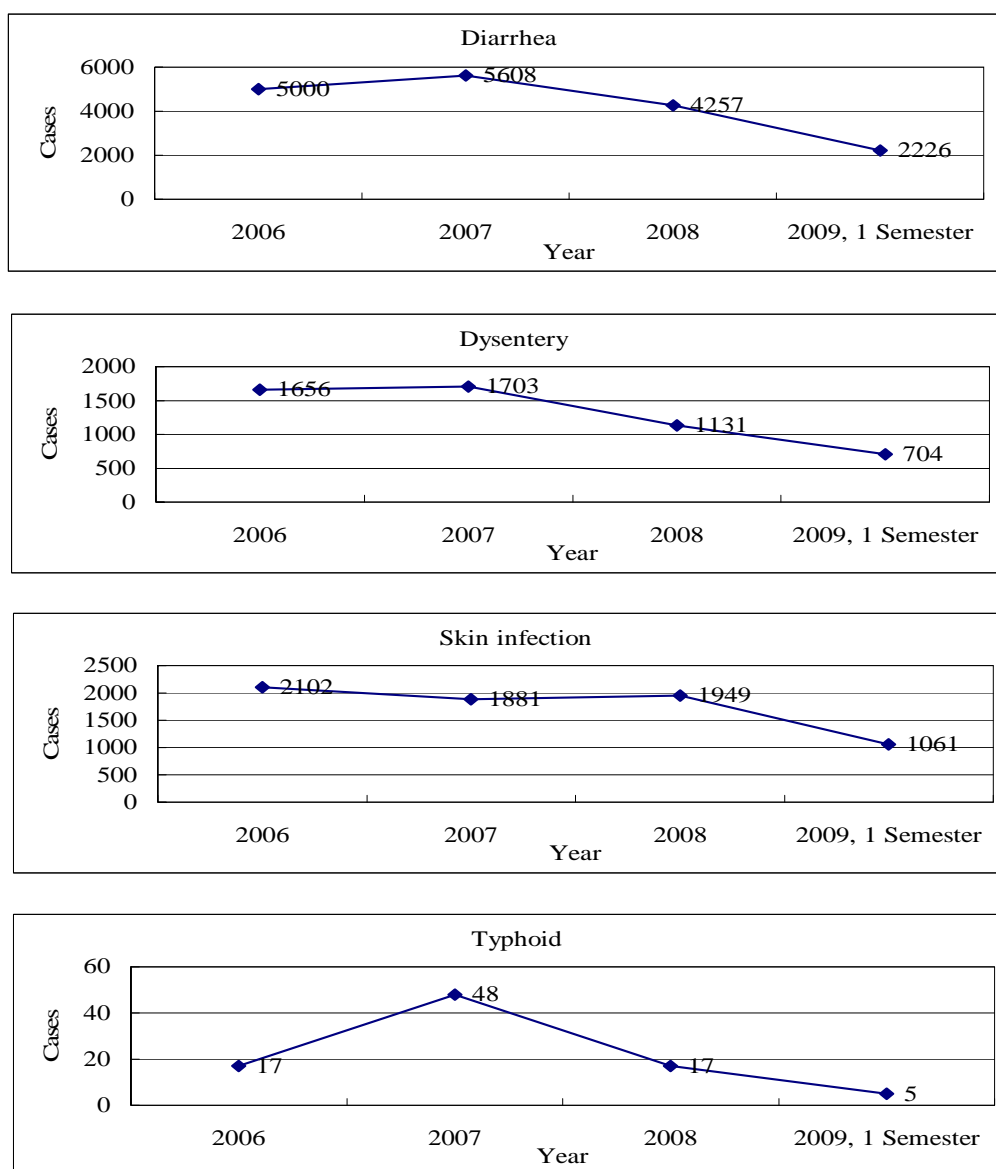 Diarrhea
6000
5000
5608
4000
4257
Cases
2000
2226
0
2006 2007 2008 2009, 1 Semester
Year
Dysentery
2000
1656
1703
1500
Cases
1131
1000
704
500
0
2006 2007 2008 2009, 1 Semester
Year
Skin infection
2500
2102
2000
1881
1949
Cases
1500
1061
1000
500
0
2006 2007 2008 2009, 1 Semester
Year
Typhoid
60
48
Cases
40
20
17
17
5
0
2006 2007 2008 2009, 1 Semester
Year